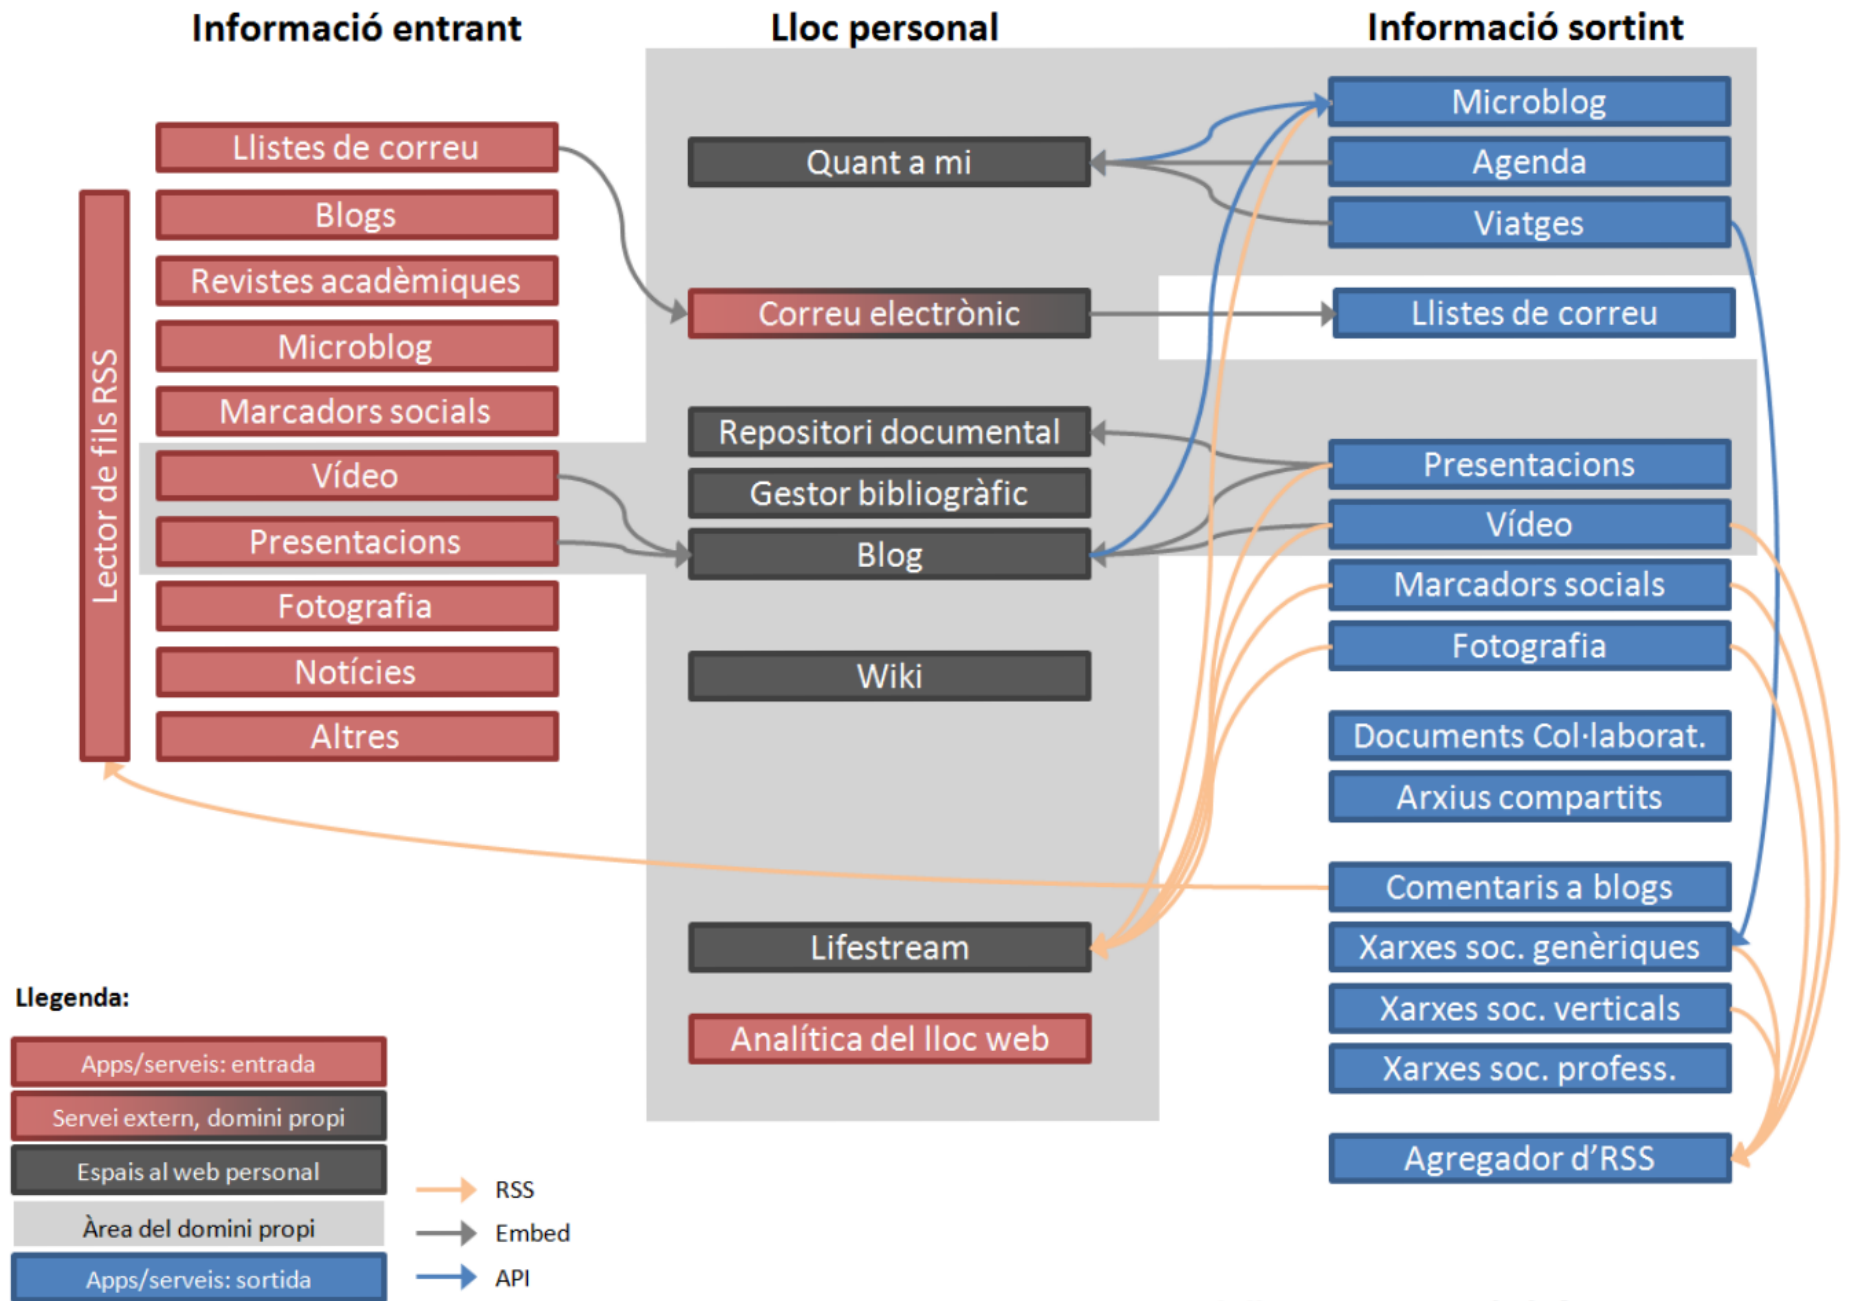 Informació entrant
Lloc personal
Informació sortint
Lector de fils RSS
Llistes de correu
Blogs
Revistes acadèmiques
Microblog
Marcadors socials
Vídeo
Presentacions
Fotografia
Notícies
Altres
Quant a mi
Correu electrònic
Repositori documental
Gestor bibliogràfic
Blog
Wiki
Lifestream
Analítica del lloc web
Microblog
Agenda
Viatges
Llistes de correu
Presentacions
Vídeo
Marcadors socials
Fotografia
Documents Col·laborat.
Arxius compartits
Comentaris a blogs
Xarxes soc. genèriques
Xarxes soc. verticals
Xarxes soc. profess.
Agregador d’RSS
Llegenda:
Apps/serveis: entrada
Servei extern, domini propi
Espais al web personal
Àrea del domini propi
Apps/serveis: sortida
RSS
Embed
API